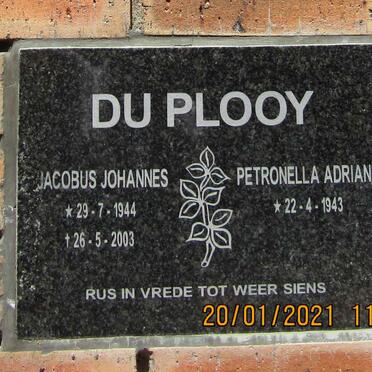 DU PLOOY
JACOBUS JOHANNES
★ 29 - 7 - 1944
† 26 - 5 - 2003
PETRONELLA ADRIAN
★ 22 - 4 - 1943
RUS IN VREDE TOT WEER SIENS
20/01/2021 11